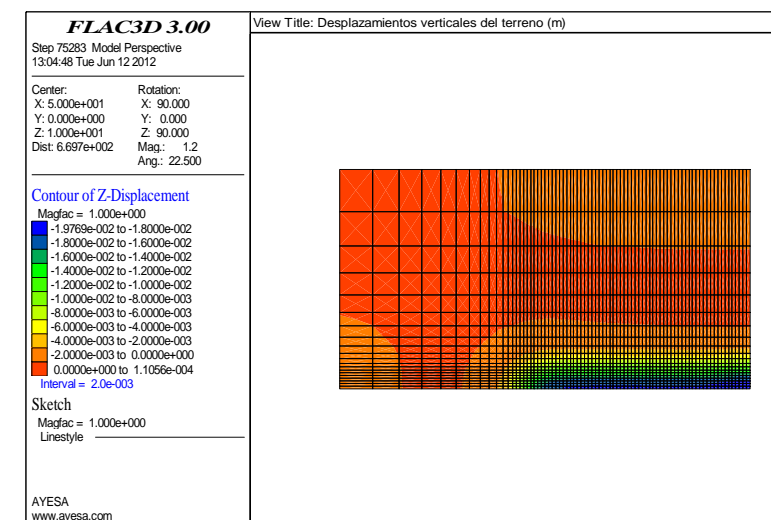 FLAC3D 3.00
Step 75283 Model Perspective
13:04:48 Tue Jun 12 2012
Center:
X: 5.000e+001
Y: 0.000e+000
Z: 1.000e+001
Dist: 6.697e+002
Rotation:
X: 90.000
Y: 0.000
Z: 90.000
Mag.: 1.2
Ang.: 22.500
Contour of Z-Displacement
Magfac = 1.000e+000
-1.9769e-002 to -1.8000e-002
-1.8000e-002 to -1.6000e-002
-1.6000e-002 to -1.4000e-002
-1.4000e-002 to -1.2000e-002
-1.2000e-002 to -1.0000e-002
-1.0000e-002 to -8.0000e-003
-8.0000e-003 to -6.0000e-003
-6.0000e-003 to -4.0000e-003
-4.0000e-003 to -2.0000e-003
-2.0000e-003 to 0.0000e+000
0.0000e+000 to 1.1056e-004
Interval = 2.0e-003
Sketch
Magfac = 1.000e+000
Linestyle
AYESA
www.ayesa.com
View Title: Desplazamientos verticales del terreno (m)